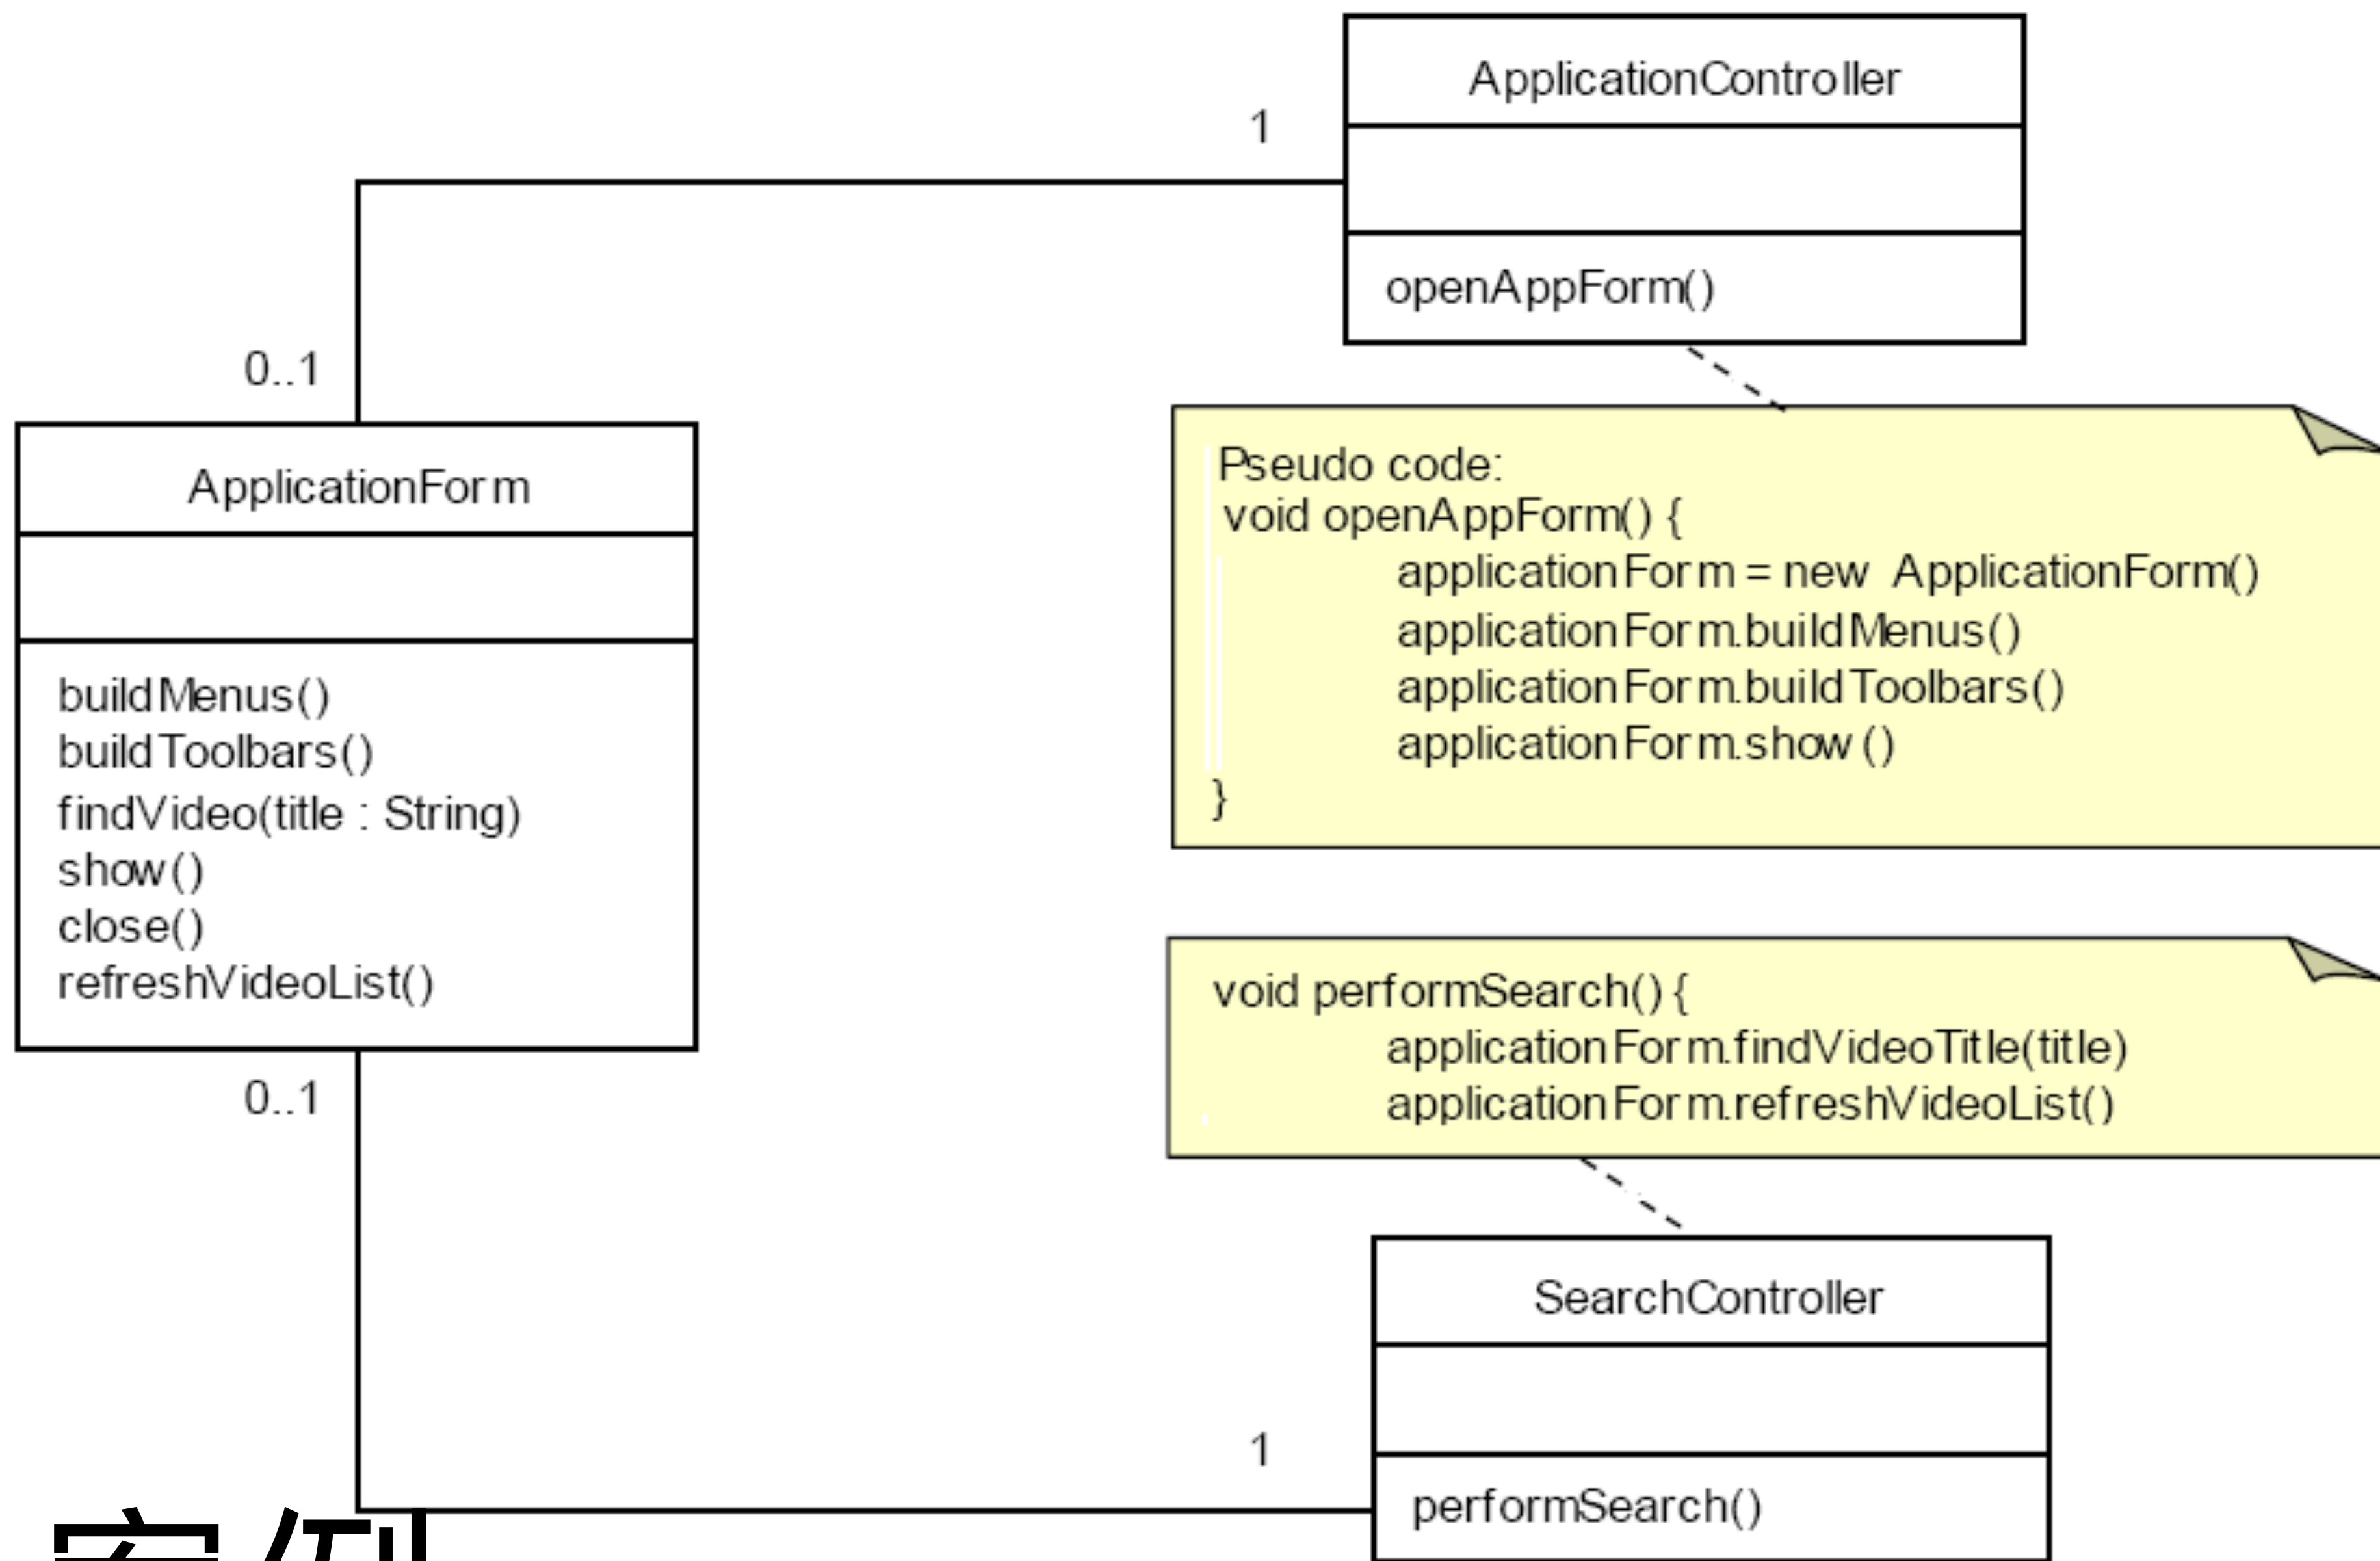 ApplicationController
1
openAppForm()
0..1
ApplicationForm
buildMenus()
buildToolbars()
findVideo(title : String)
show()
close()
refreshVideoList()
0..1
Pseudo code:
void openAppForm() {
applicationForm = new ApplicationForm()
applicationForm.buildMenus()
applicationForm.buildToolbars()
applicationForm.show()
}
void performSearch() {
applicationForm.findVideoTitle(title)
applicationForm.refreshVideoList()
SearchController
1
performSearch()